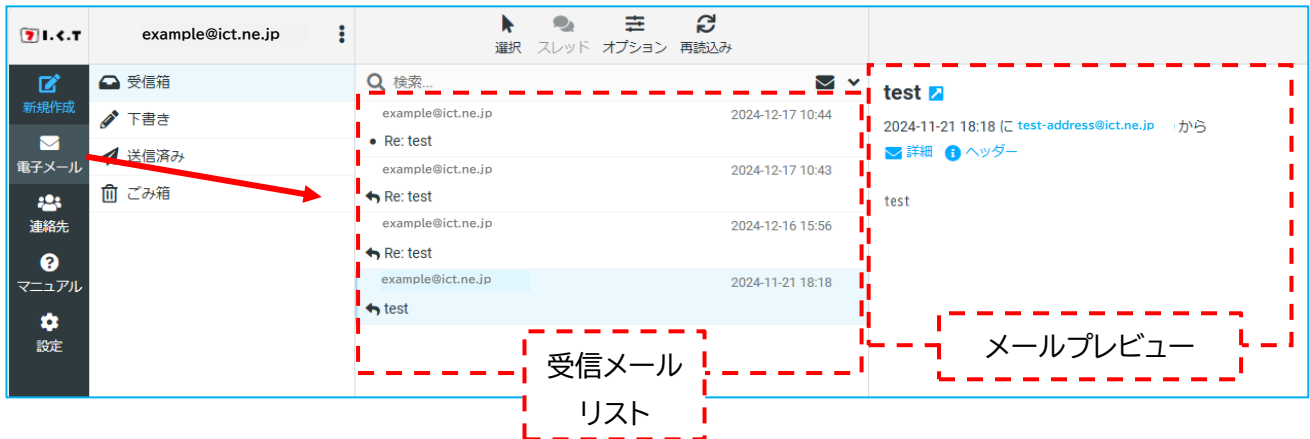 I.C.T
example@ict.ne.jp
選択 スレッド オプション 再読込み
新規作成
電子メール
連絡先
マニュアル
設定
受信箱
下書き
送信済み
ごみ箱
検索...
example@ict.ne.jp 2024-12-17 10:44
Re: test
example@ict.ne.jp 2024-12-17 10:43
Re: test
example@ict.ne.jp 2024-12-16 15:56
Re: test
example@ict.ne.jp 2024-11-21 18:18
test
受信メール
リスト
test
2024-11-21 18:18 に test-address@ict.ne.jp から
詳細 ヘッダー
test
メールプレビュー